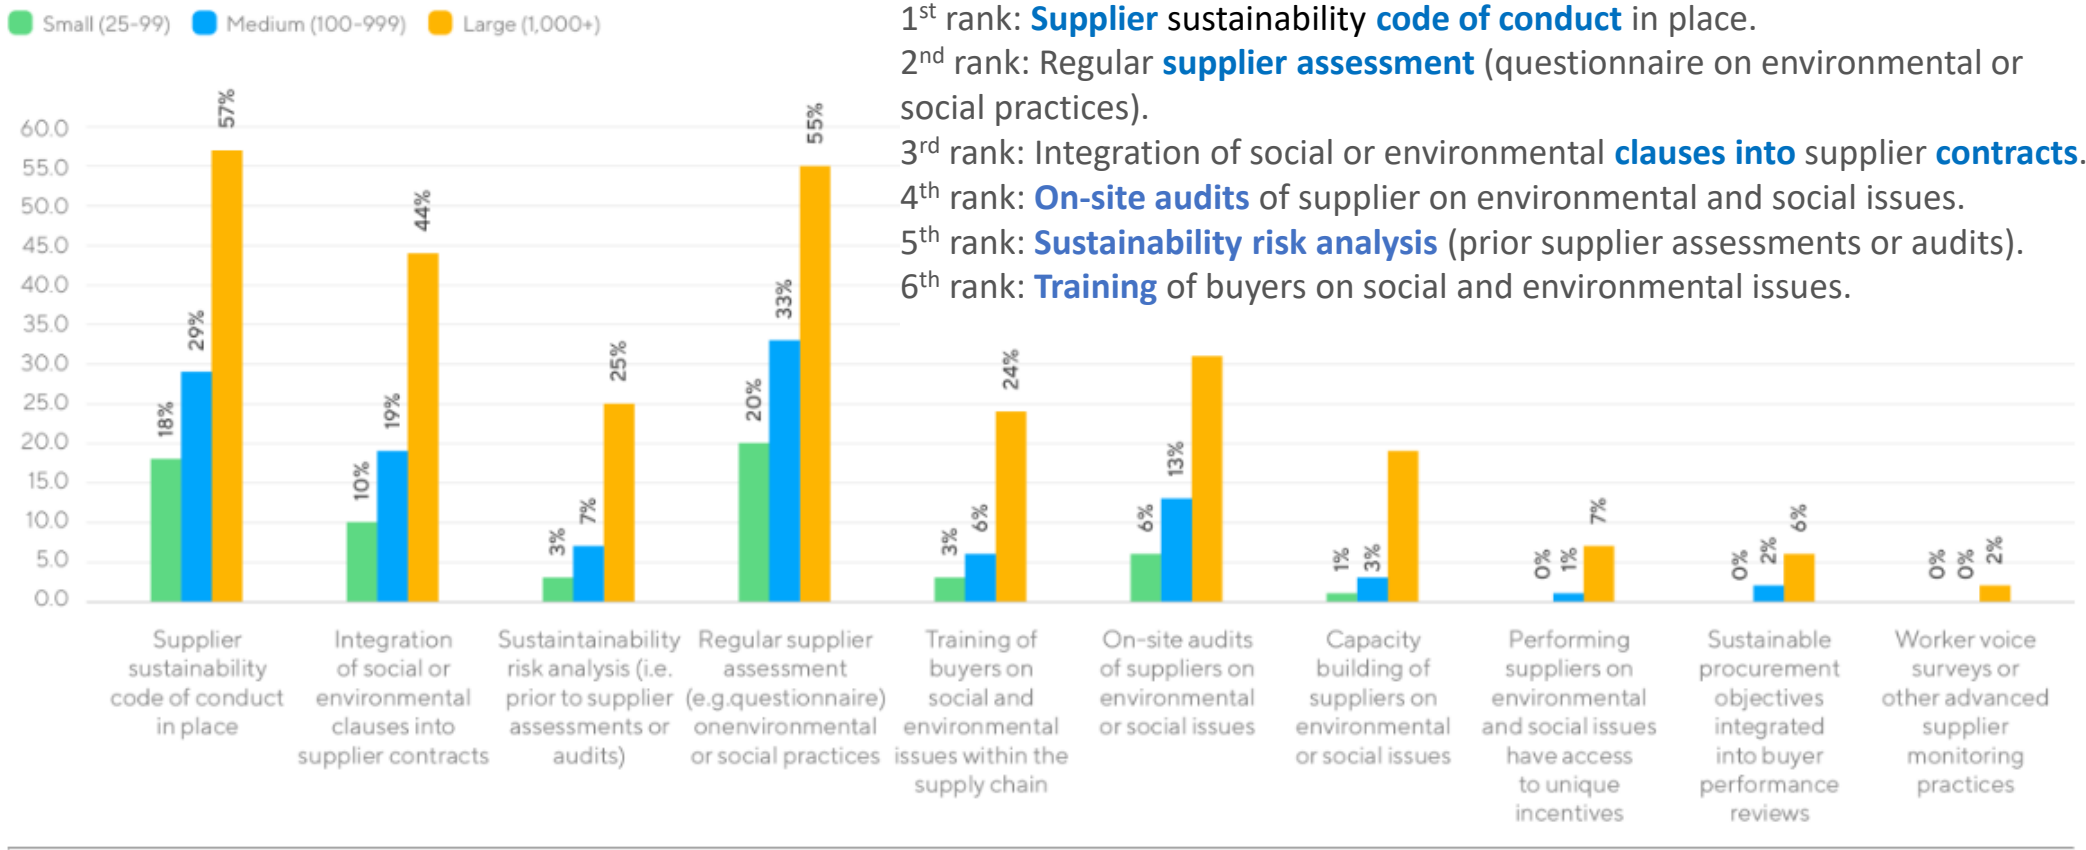 Small (25-99) Medium (100-999) Large (1,000+)
1st rank: Supplier sustainability code of conduct in place.
2nd rank: Regular supplier assessment (questionnaire on environmental or
social practices).
3rd rank: Integration of social or environmental clauses into supplier contracts.
4th rank: On-site audits of supplier on environmental and social issues.
5th rank: Sustainability risk analysis (prior supplier assessments or audits).
6th rank: Training of buyers on social and environmental issues.
60.0
55.0
50.0
45.0
40.0
35.0
30.0
25.0
20.0
15.0
10.0
5.0
0.0
18%
29%
57%
10%
19%
44%
3%
7%
25%
20%
33%
55%
3%
6%
24%
6%
13%
1%
3%
0%
1%
7%
0%
2%
6%
0%
0%
2%
Supplier
sustainability
code of conduct
in place
Integration
of social or
environmental
clauses into
supplier contracts
Sustaintainability
risk analysis (i.e.
prior to supplier
assessments or
audits)
Regular supplier
assessment
(e.g.questionnaire)
onenvironmental
or social practices
Training of
buyers on
social and
environmental
issues within the
supply chain
On-site audits
of suppliers on
environmental
or social issues
Capacity
building of
suppliers on
environmental
or social issues
Performing
suppliers on
environmental
and social issues
have access
to unique
incentives
Sustainable
procurement
objectives
integrated
into buyer
performance
reviews
Worker voice
surveys or
other advanced
supplier
monitoring
practices